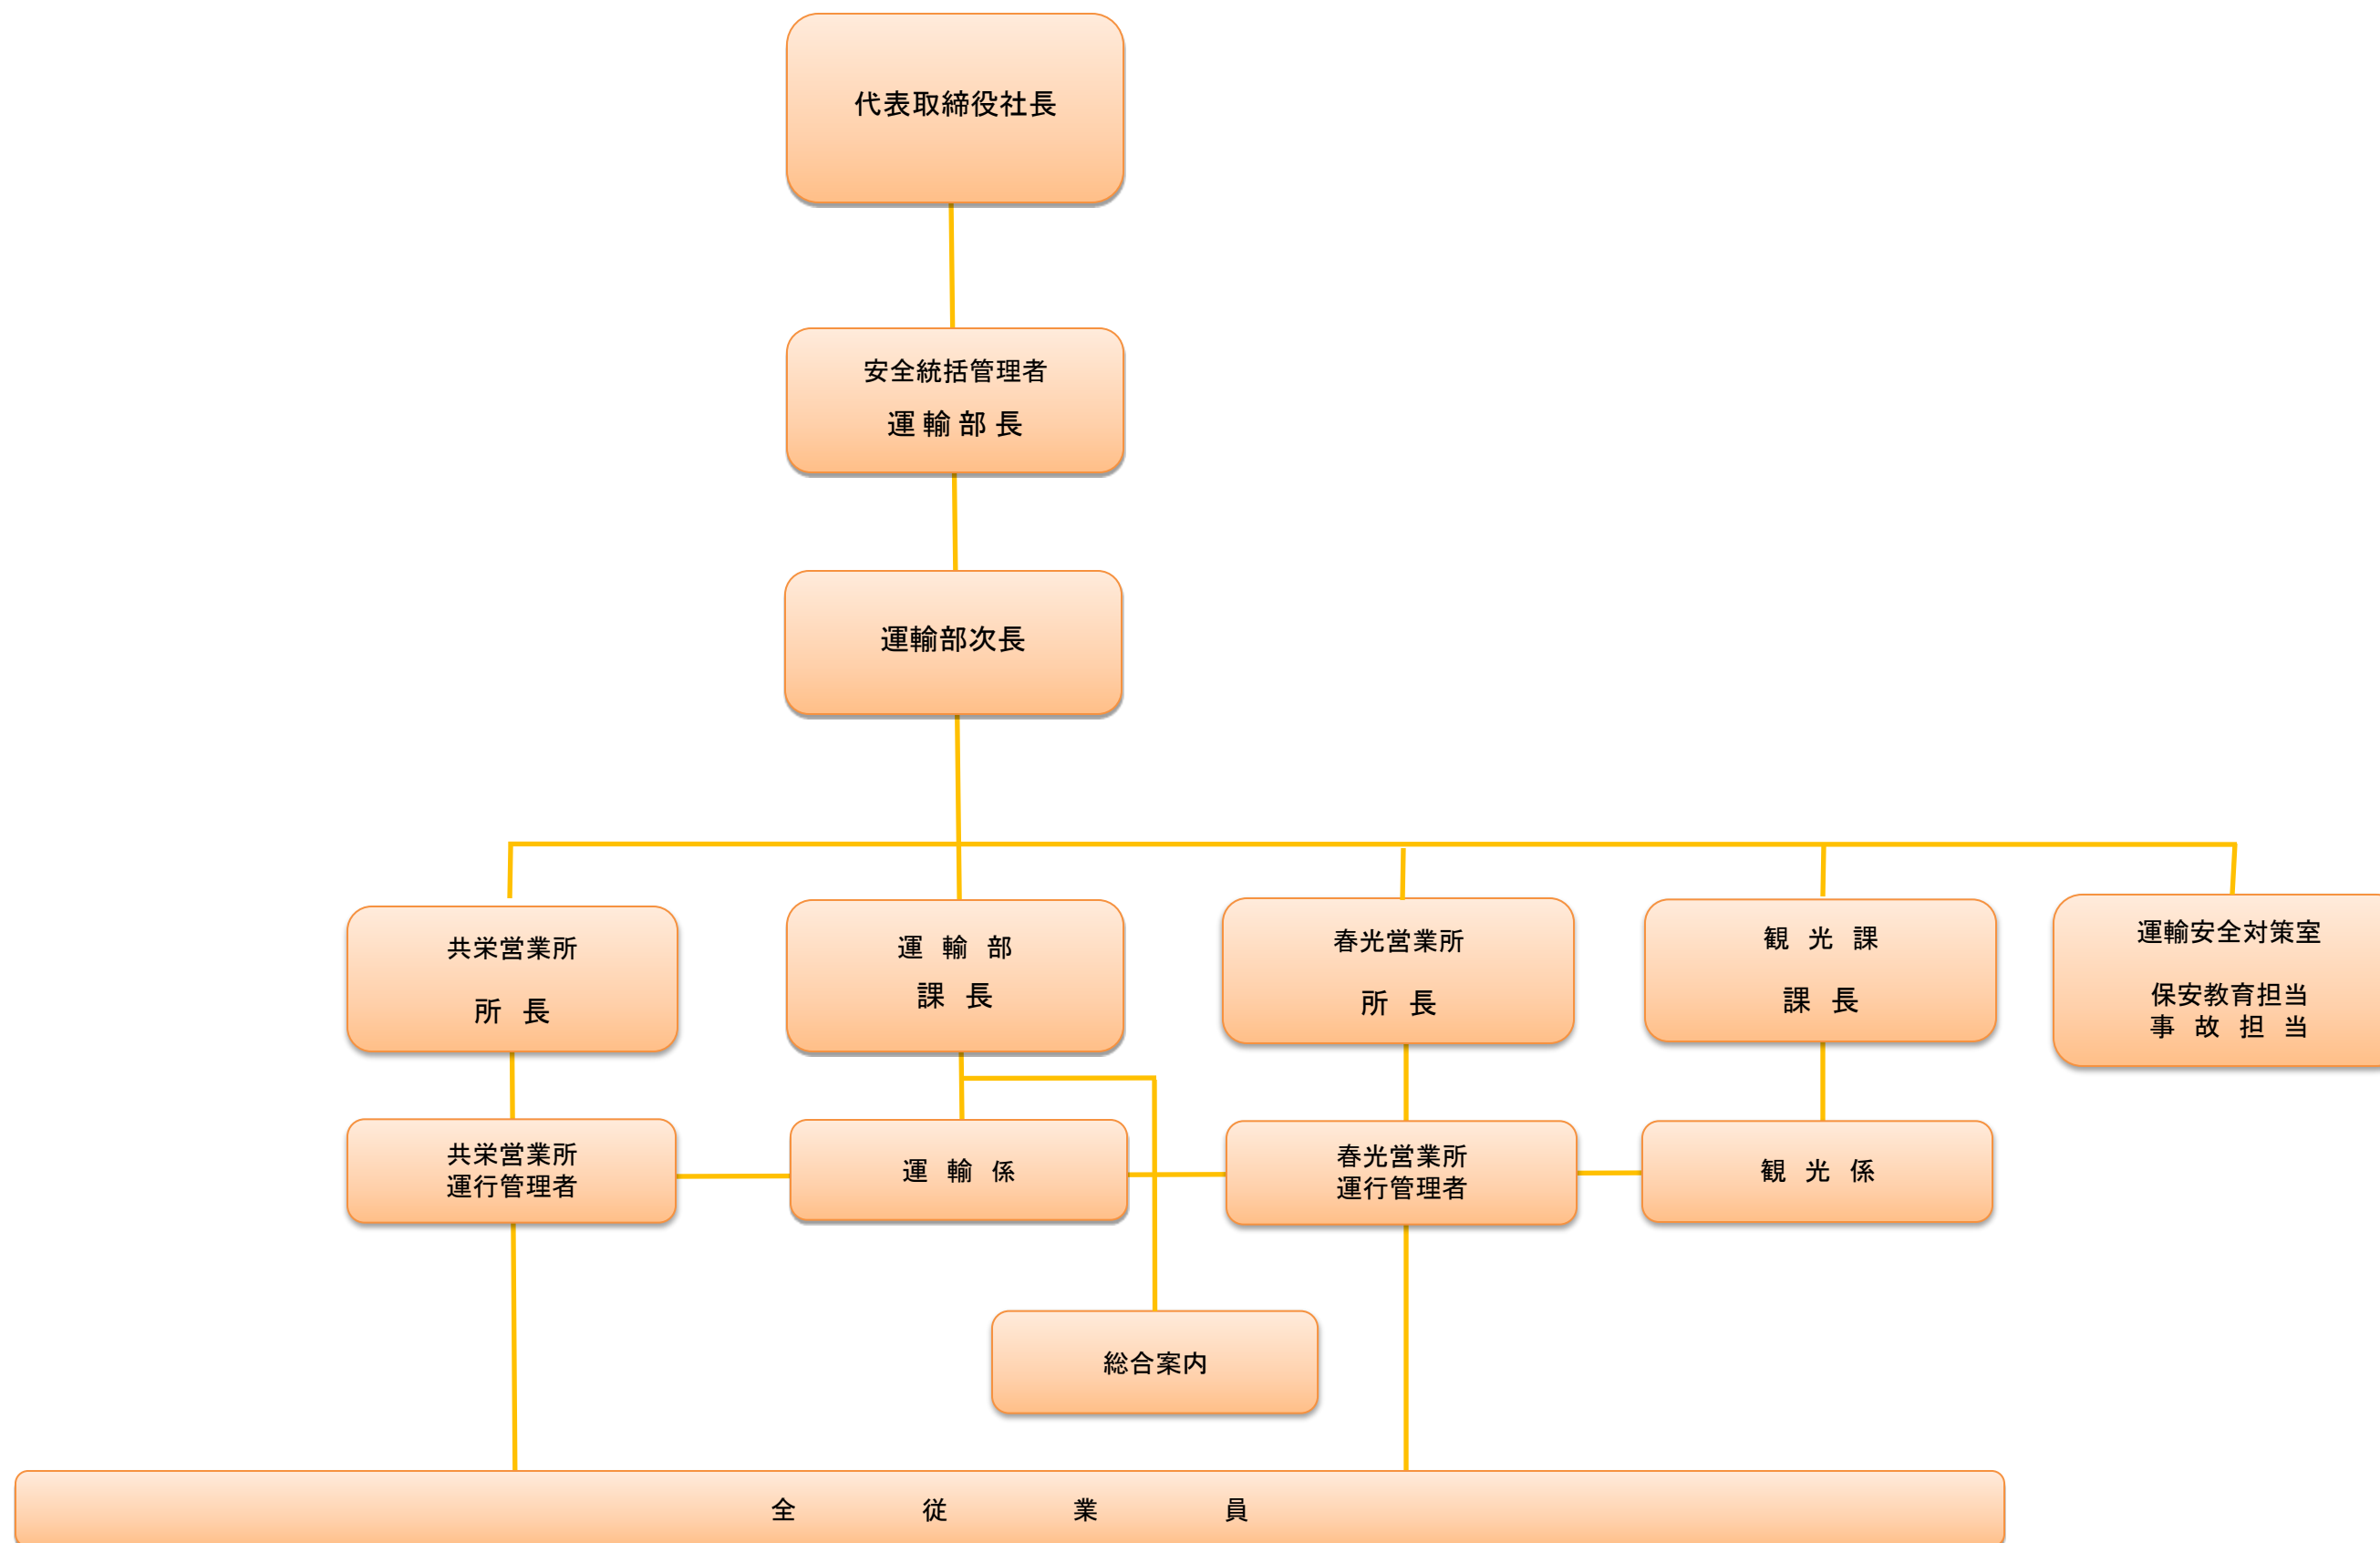 代表取締役社長
安全統括管理者
運輸部長
運輸部次長
共栄営業所
所 長
運 輸 部
課 長
春光営業所
所 長
観 光 課
課 長
運輸安全対策室
保安教育担当
事 故 担 当
共栄営業所
運行管理者
運 輸 係
春光営業所
運行管理者
観 光 係
総合案内
全 従 業 員